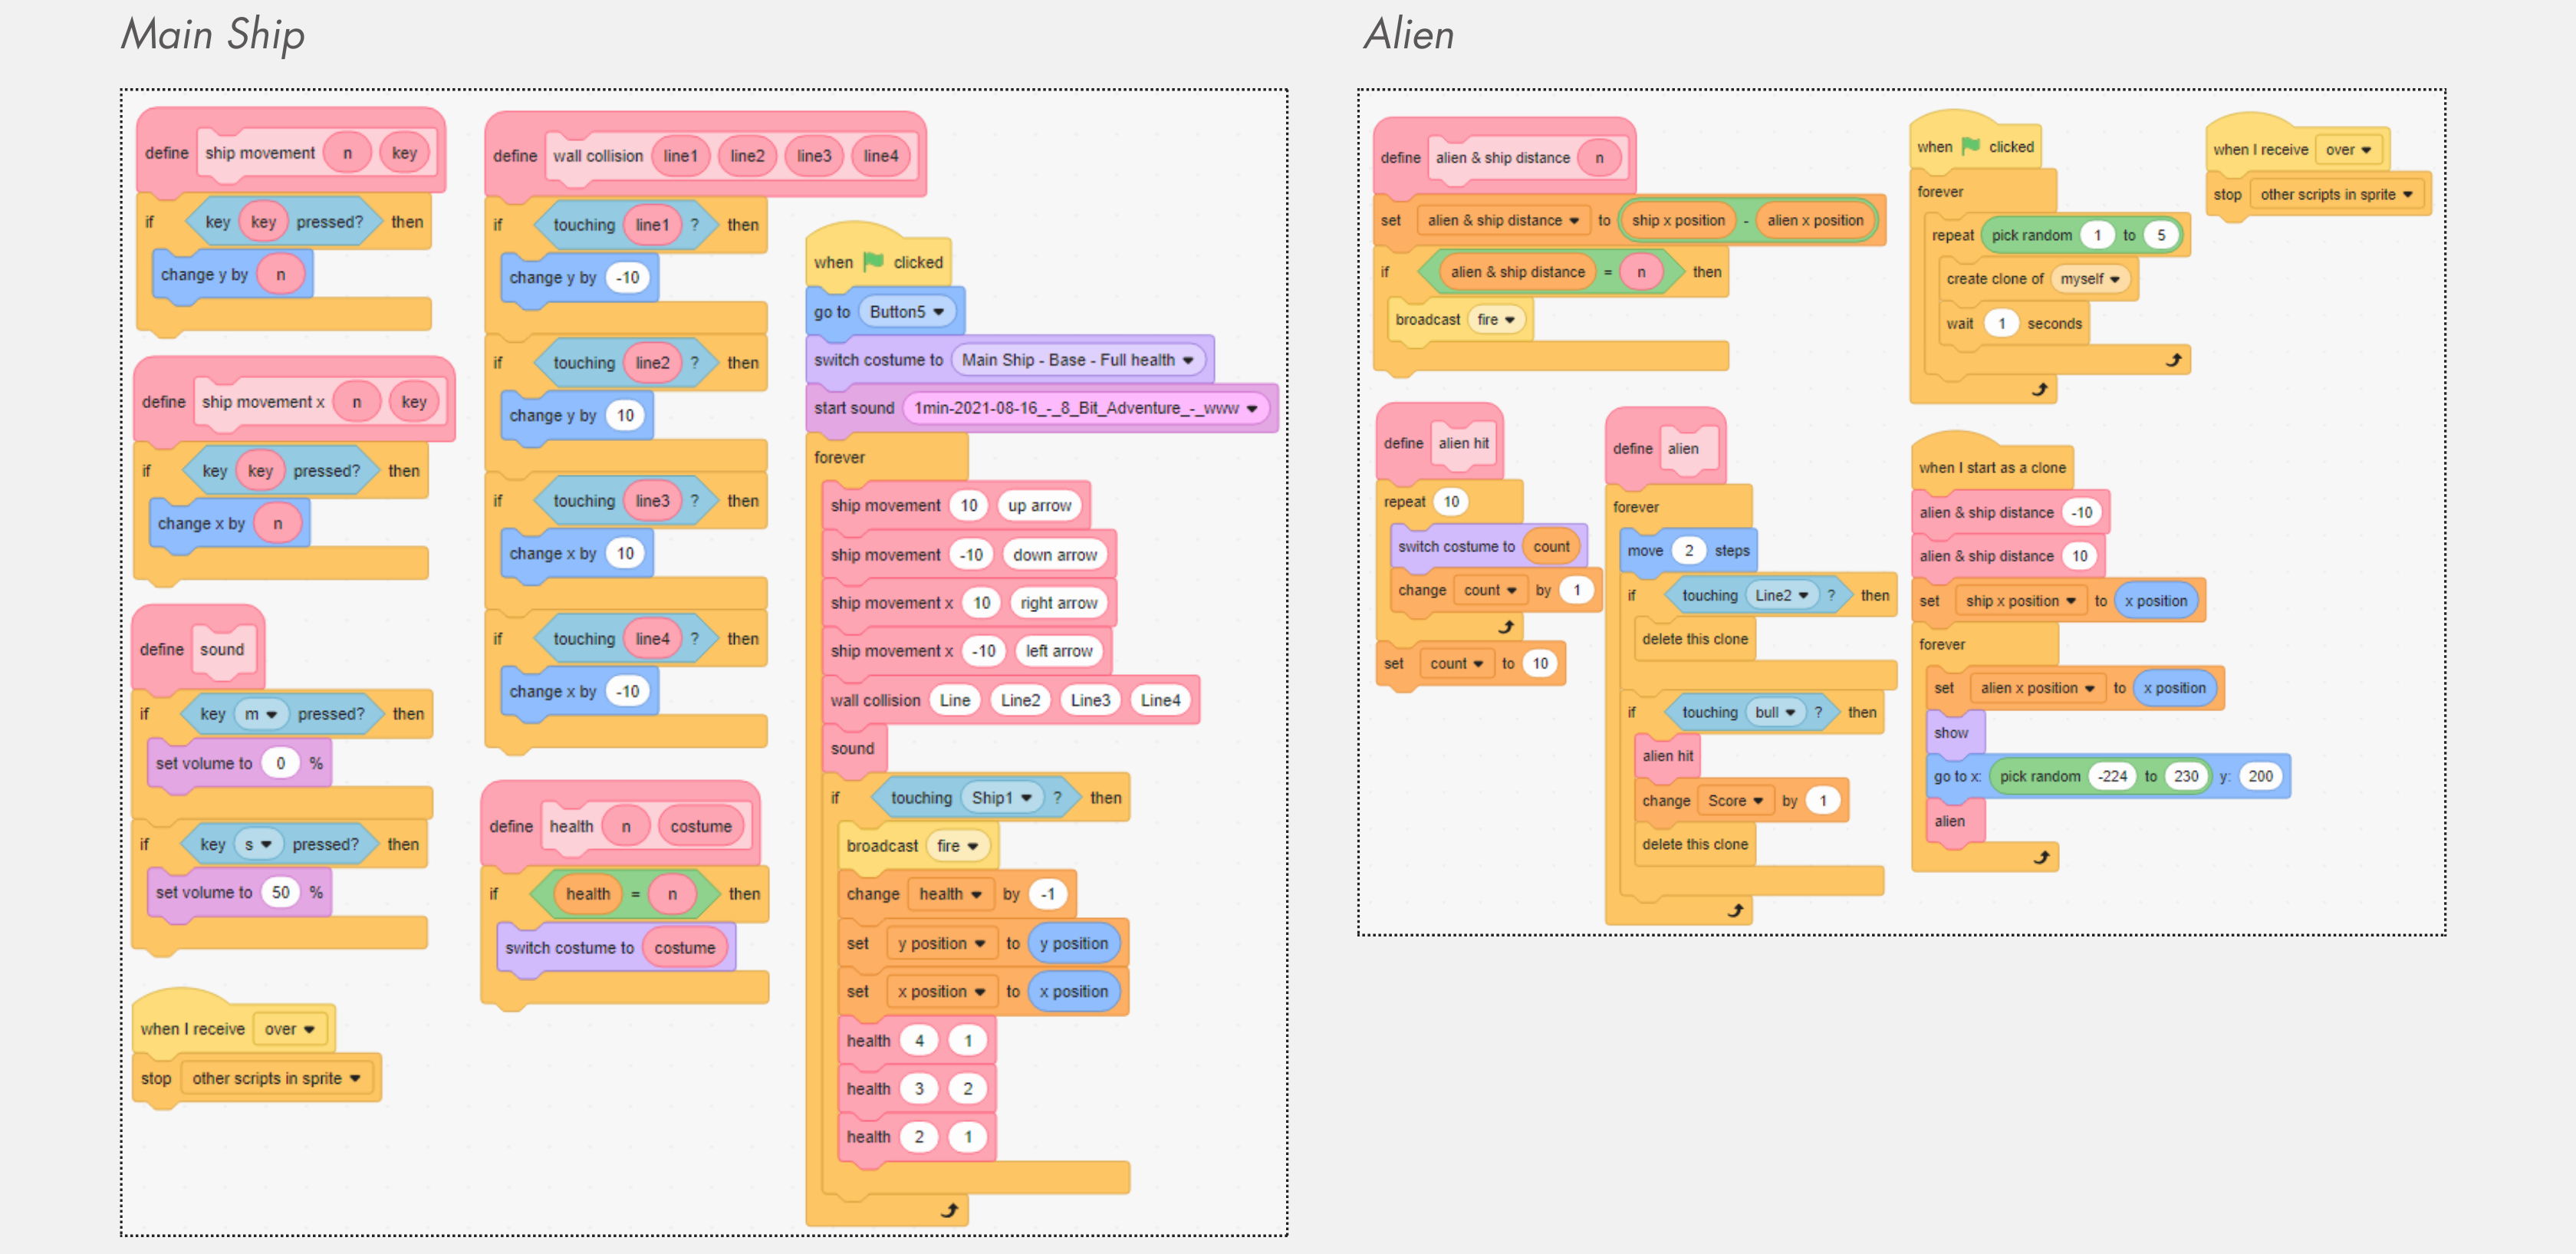 Main Ship
define ship movement n key
if key key pressed? then
change y by n
define ship movement x n key
if key key pressed? then
change x by n
define sound
if key m pressed? then
set volume to 0 %
if key s pressed? then
set volume to 50 %
when I receive over
stop other scripts in sprite
define wall collision line1 line2 line3 line4
if touching line1 ? then
change y by -10
if touching line2 ? then
change y by 10
if touching line3 ? then
change x by 10
if touching line4 ? then
change x by -10
define health n costume
if health = n then
switch costume to costume
when clicked
go to Button5
switch costume to Main Ship - Base - Full health
start sound 1min-2021-08-16_-_8_Bit_Adventure_-_www
forever
ship movement 10 up arrow
ship movement -10 down arrow
ship movement x 10 right arrow
ship movement x -10 left arrow
wall collision Line Line2 Line3 Line4
sound
if touching Ship1 ? then
broadcast fire
change health by -1
set y position to y position
set x position to x position
health 4 1
health 3 2
health 2 1
Alien
define alien & ship distance n
set alien & ship distance to ship x position - alien x position
if alien & ship distance = n then
broadcast fire
define alien hit
repeat 10
switch costume to count
change count by 1
set count to 10
define alien
forever
move 2 steps
if touching Line2 ? then
delete this clone
if touching bull ? then
alien hit
change Score by 1
delete this clone
when clicked
forever
repeat pick random 1 to 5
create clone of myself
wait 1 seconds
when I start as a clone
alien & ship distance -10
alien & ship distance 10
set ship x position to x position
forever
set alien x position to x position
show
go to x: pick random -224 to 230 y: 200
alien
when I receive over
stop other scripts in sprite